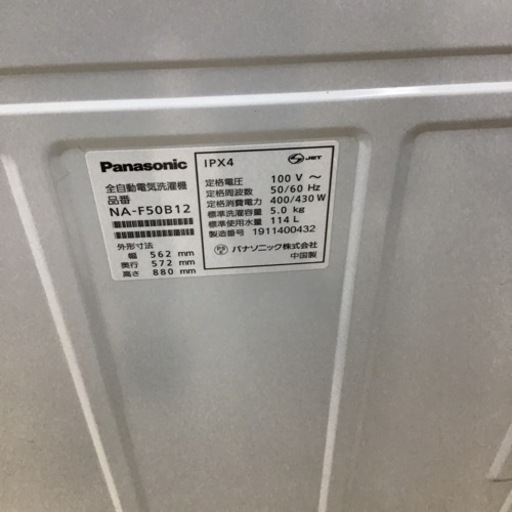 Panasonic
全自動電気洗濯機
品番
NA-F50B12
外形寸法
幅 562 mm
奥行 572 mm
高さ 880 mm
IPX4
JET
定格電圧 100 V ～
定格周波数 50/60 Hz
定格消費電力 400/430 W
標準洗濯容量 5.0 kg
標準使用水量 114 L
製造番号 1911400432
パナソニック株式会社
中国製